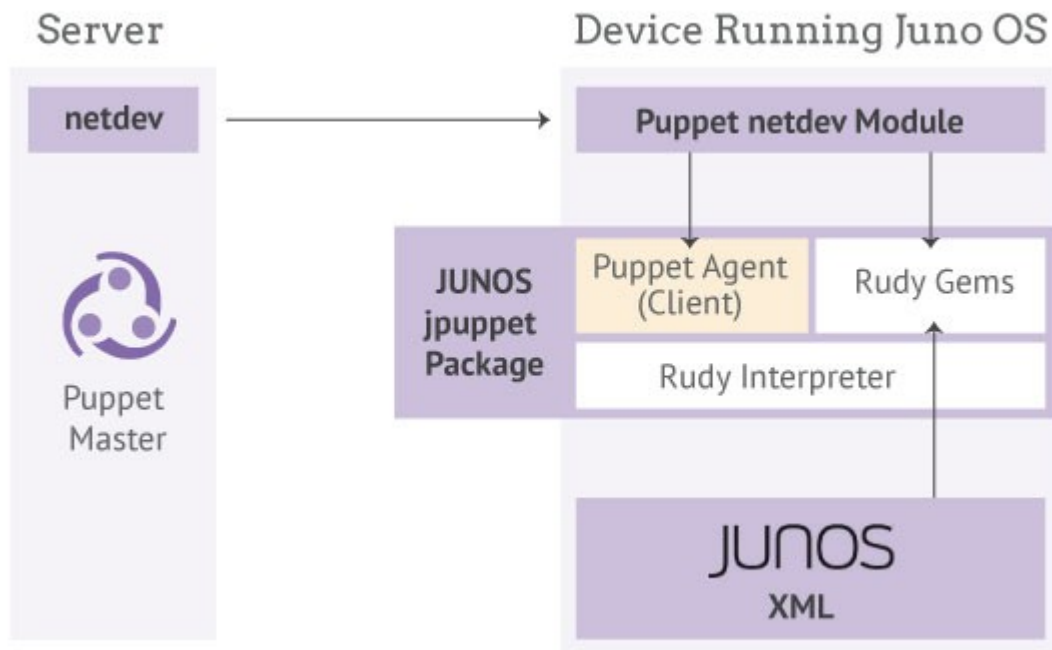 Server
Device Running Juno OS
netdev
Puppet netdev Module
Puppet
Master
JUNOS
jpuppet
Package
Puppet Agent
(Client)
Rudy Gems
Rudy Interpreter
JUNOS
XML